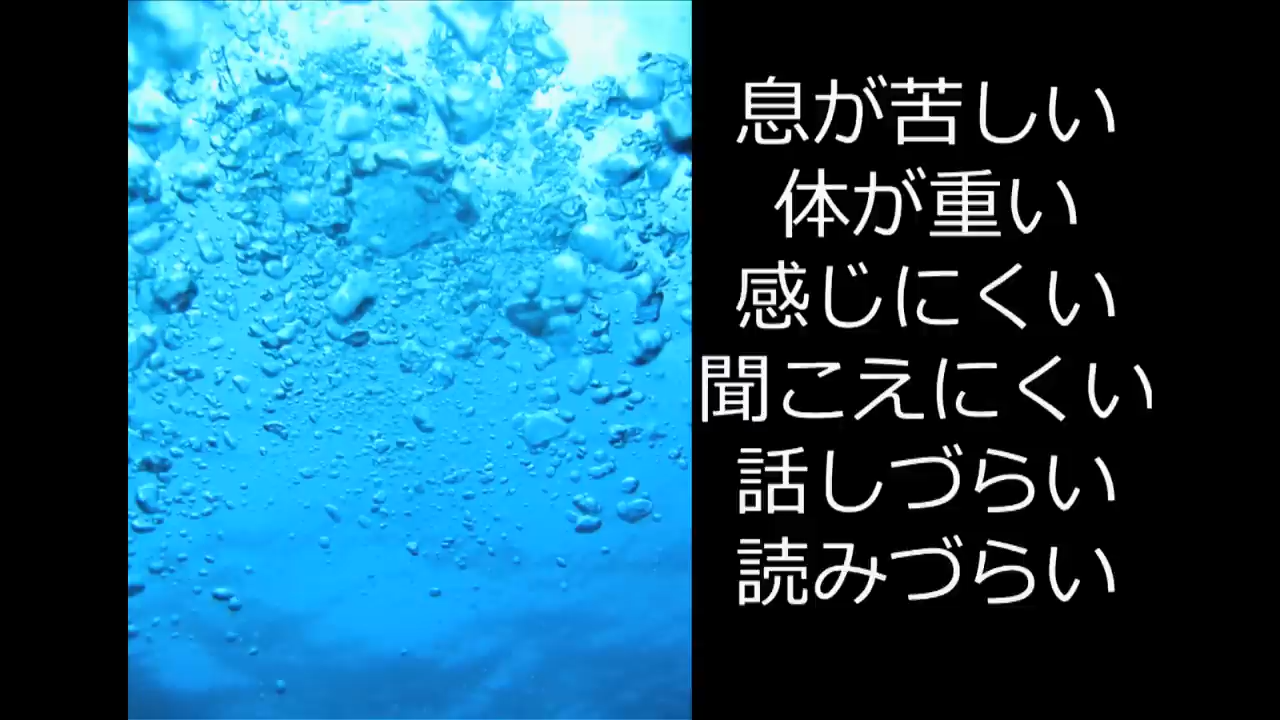 息が苦しい
体が重い
感じにくい
聞こえにくい
話しづらい
読みづらい